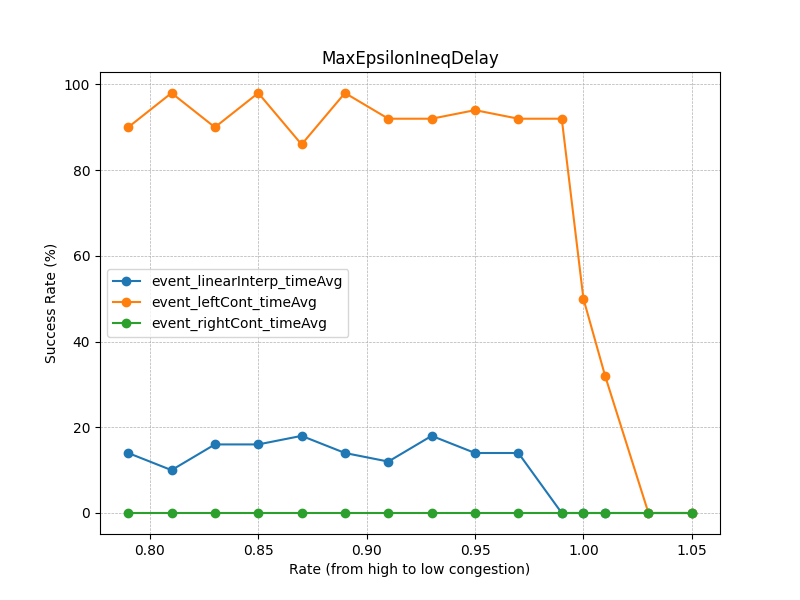 MaxEpsilonIneqDelay
100
80
60
40
20
0
Success Rate (%)
event_linearInterp_timeAvg
event_leftCont_timeAvg
event_rightCont_timeAvg
0.80 0.85 0.90 0.95 1.00 1.05
Rate (from high to low congestion)